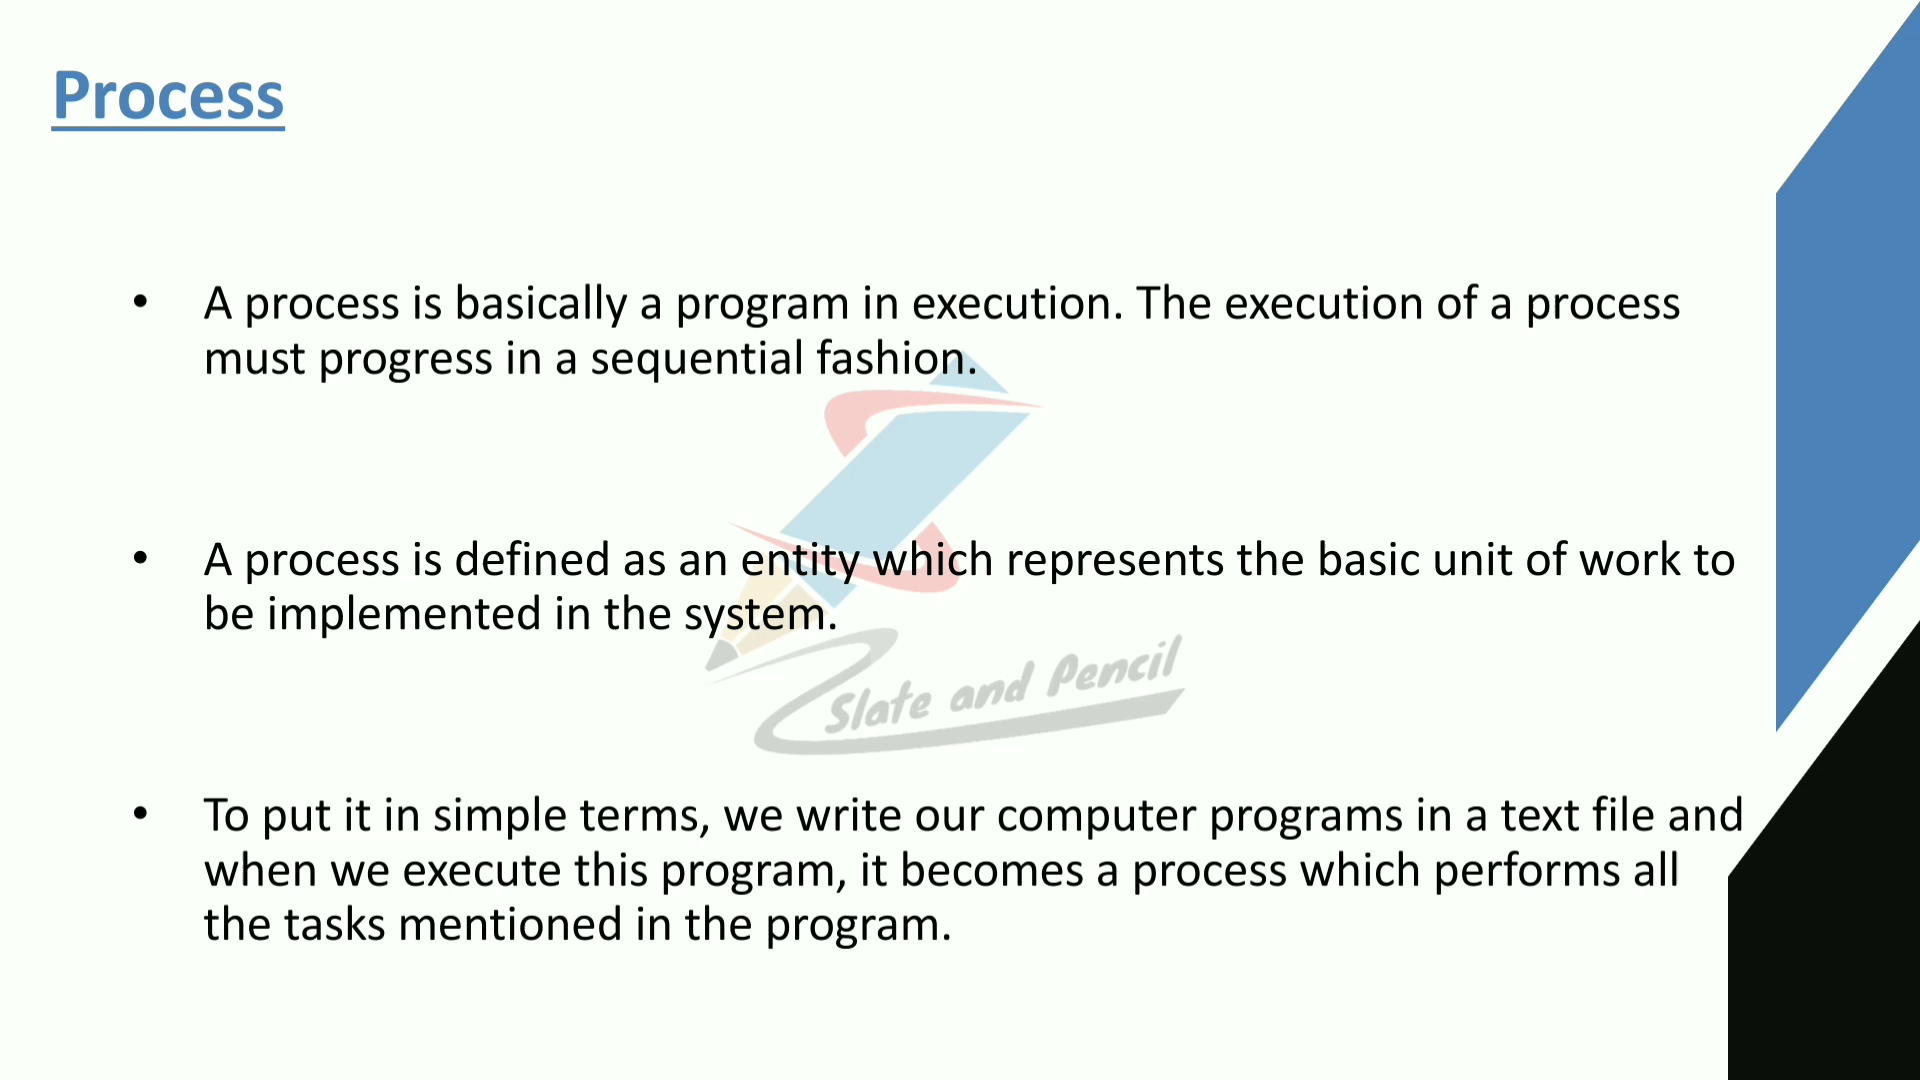 Process
• A process is basically a program in execution. The execution of a process
must progress in a sequential fashion.
• A process is defined as an entity which represents the basic unit of work to
be implemented in the system.
Slate and Pencil
• To put it in simple terms, we write our computer programs in a text file and
when we execute this program, it becomes a process which performs all
the tasks mentioned in the program.